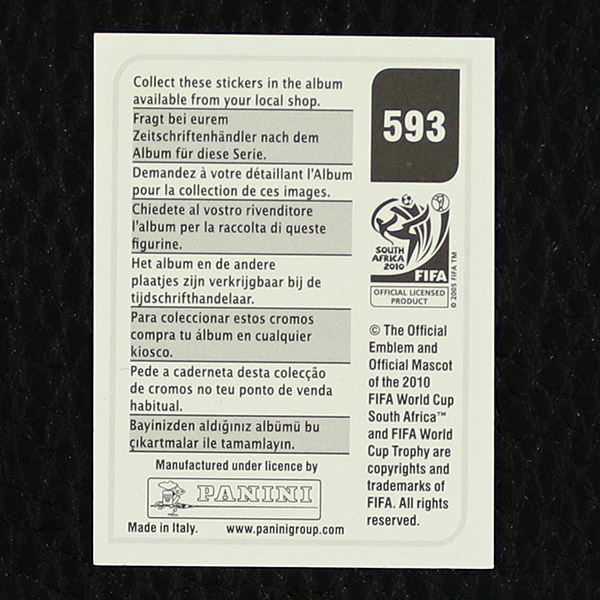 Collect these stickers in the album
available from your local shop.
Fragt bei eurem
Zeitschriftenhändler nach dem
Album für diese Serie.
Demandez à votre détaillant l'Album
pour la collection de ces images.
Chiedete al vostro rivenditore
l'album per la raccolta di queste
figurine.
Het album en de andere
plaatjes zijn verkrijgbaar bij de
tijdschrifthandelaar.
Para coleccionar estos cromos
compra tu álbum en cualquier
kiosco.
Pede a caderneta desta colecção
de cromos no teu ponto de venda
habitual.
Bayinizden aldığınız albümü bu
çıkartmalar ile tamamlayın.
Manufactured under licence by
PANINI
Made in Italy. www.paninigroup.com
593
SOUTH
AFRICA
2010
FIFA
OFFICIAL LICENSED
PRODUCT
© 2005 FIFA TM
© The Official
Emblem and
Official Mascot
of the 2010
FIFA World Cup
South Africa™
and FIFA World
Cup Trophy are
copyrights and
trademarks of
FIFA. All rights
reserved.